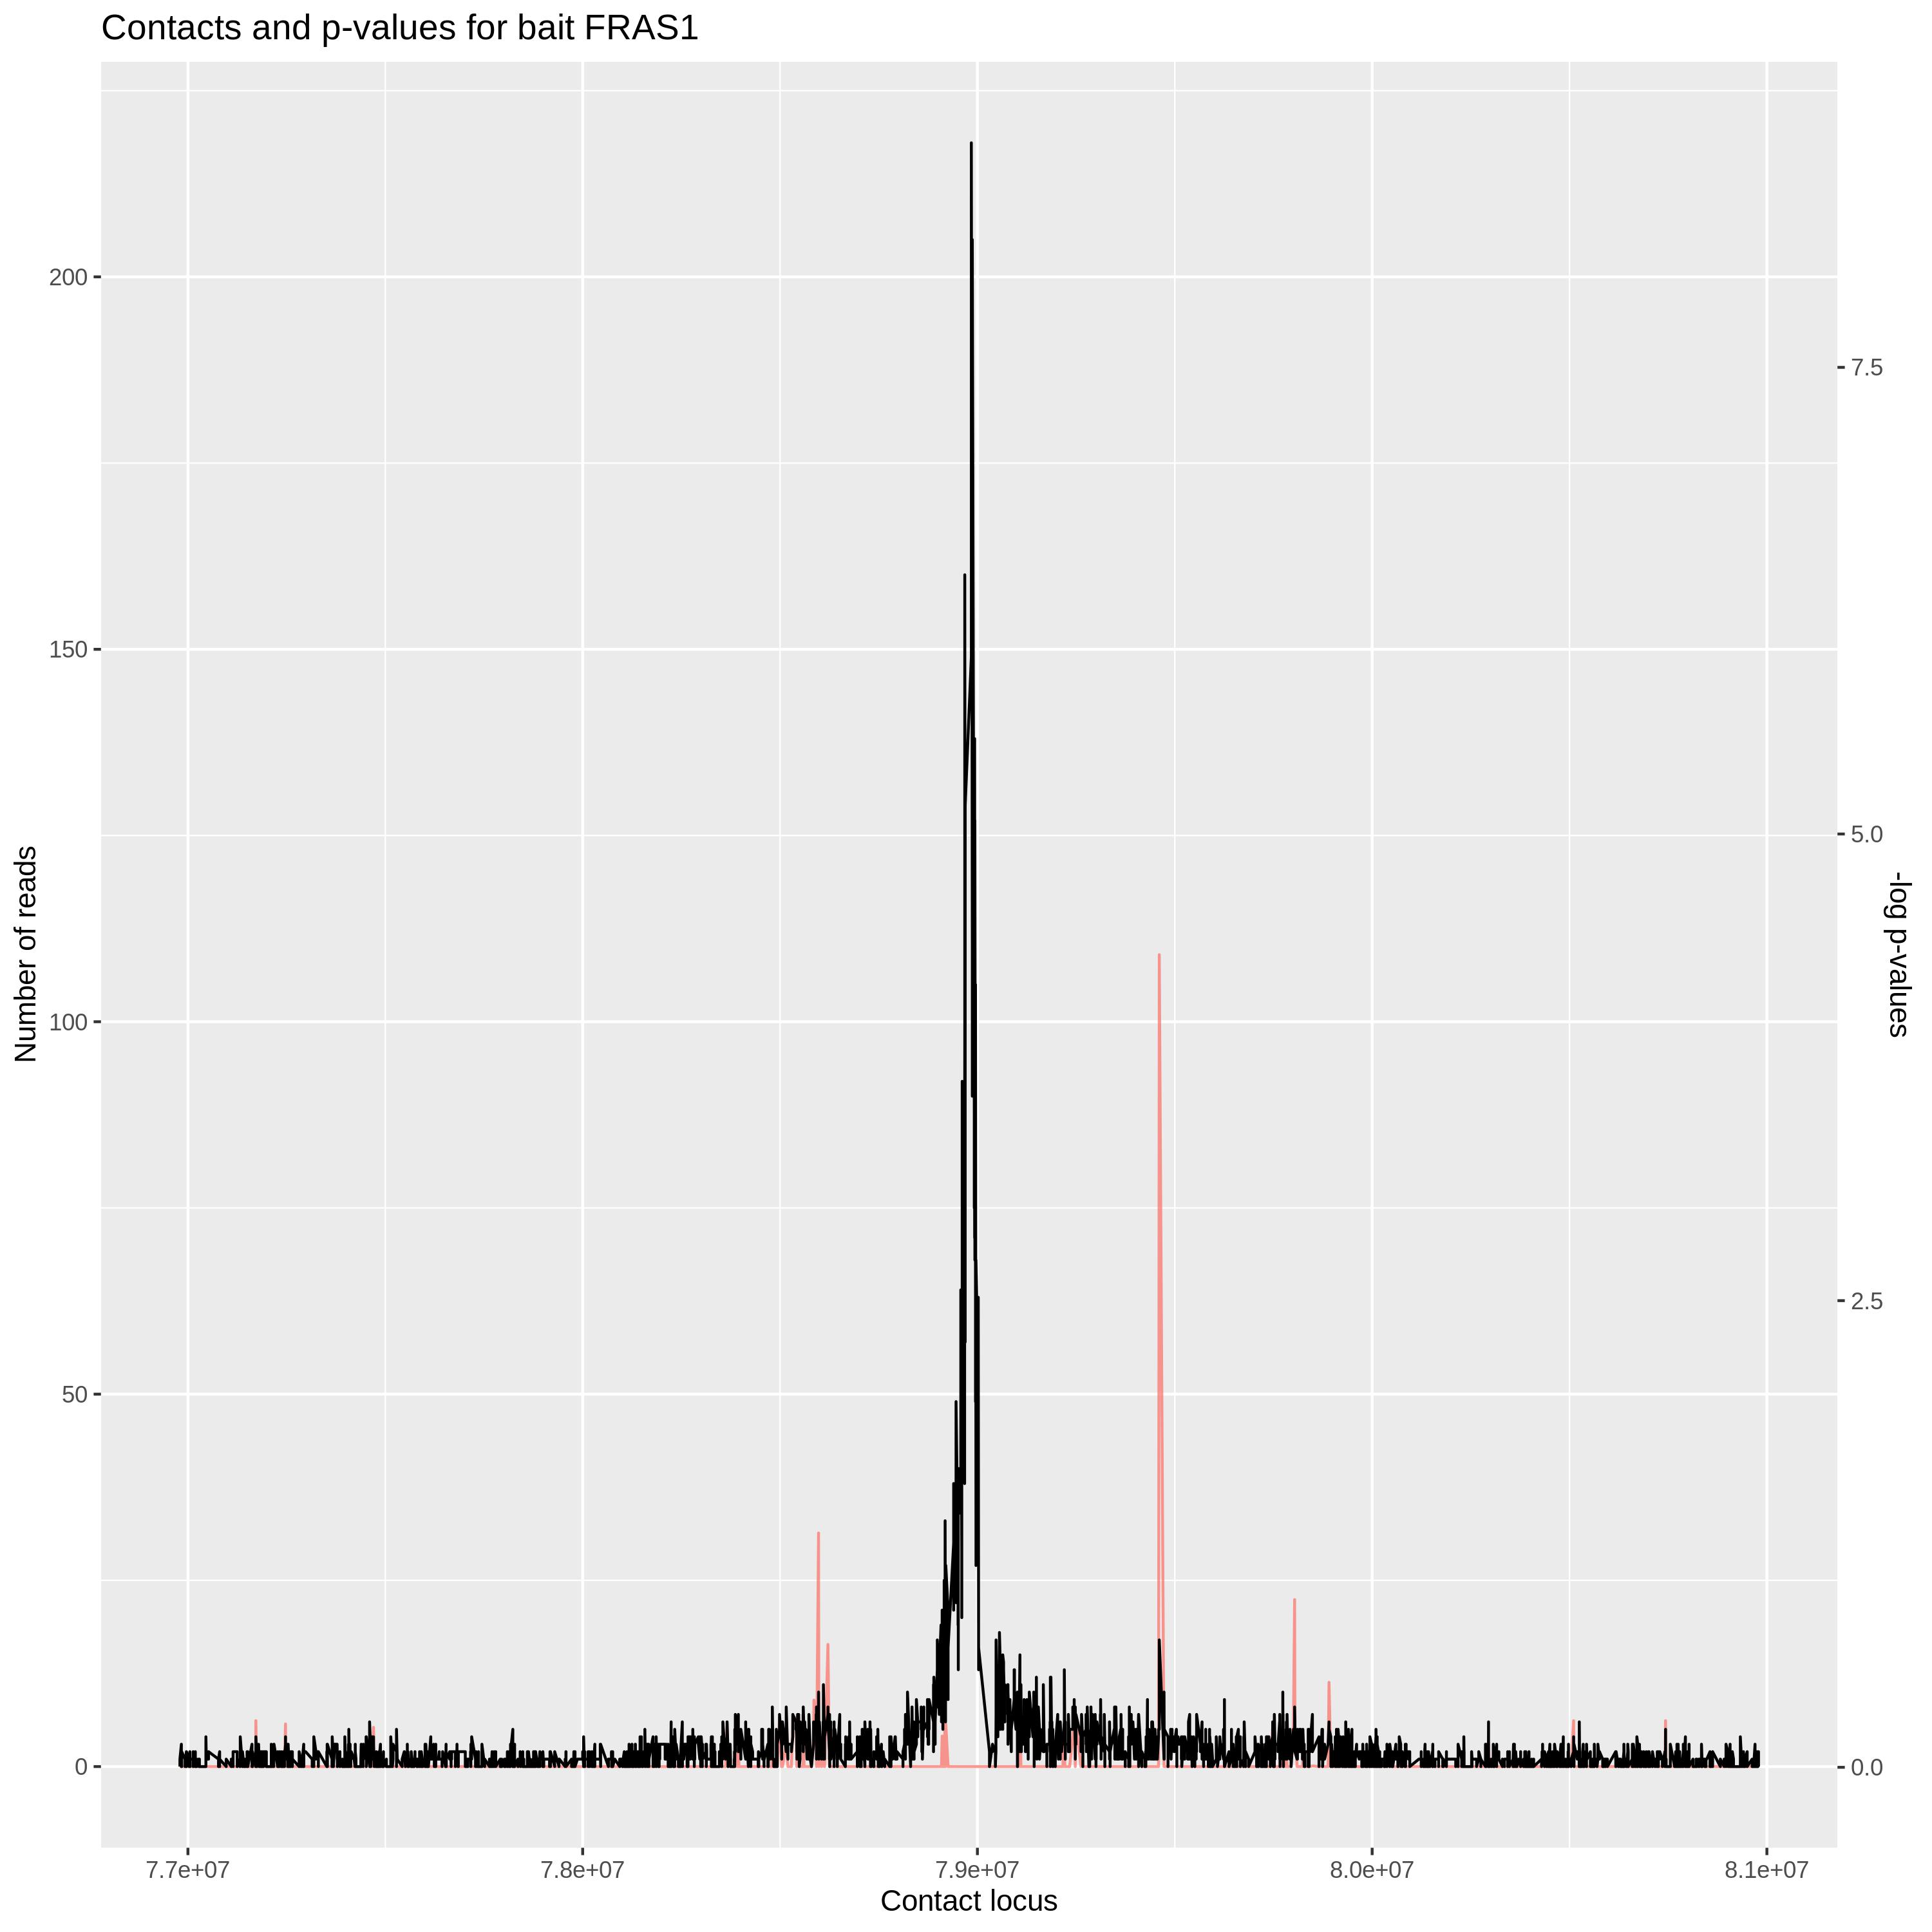 Contacts and p-values for bait FRAS1
200
150
100
50
0
Number of reads
7.5
5.0
2.5
0.0
-log p-values
7.7e+07
7.8e+07
7.9e+07
8.0e+07
8.1e+07
Contact locus